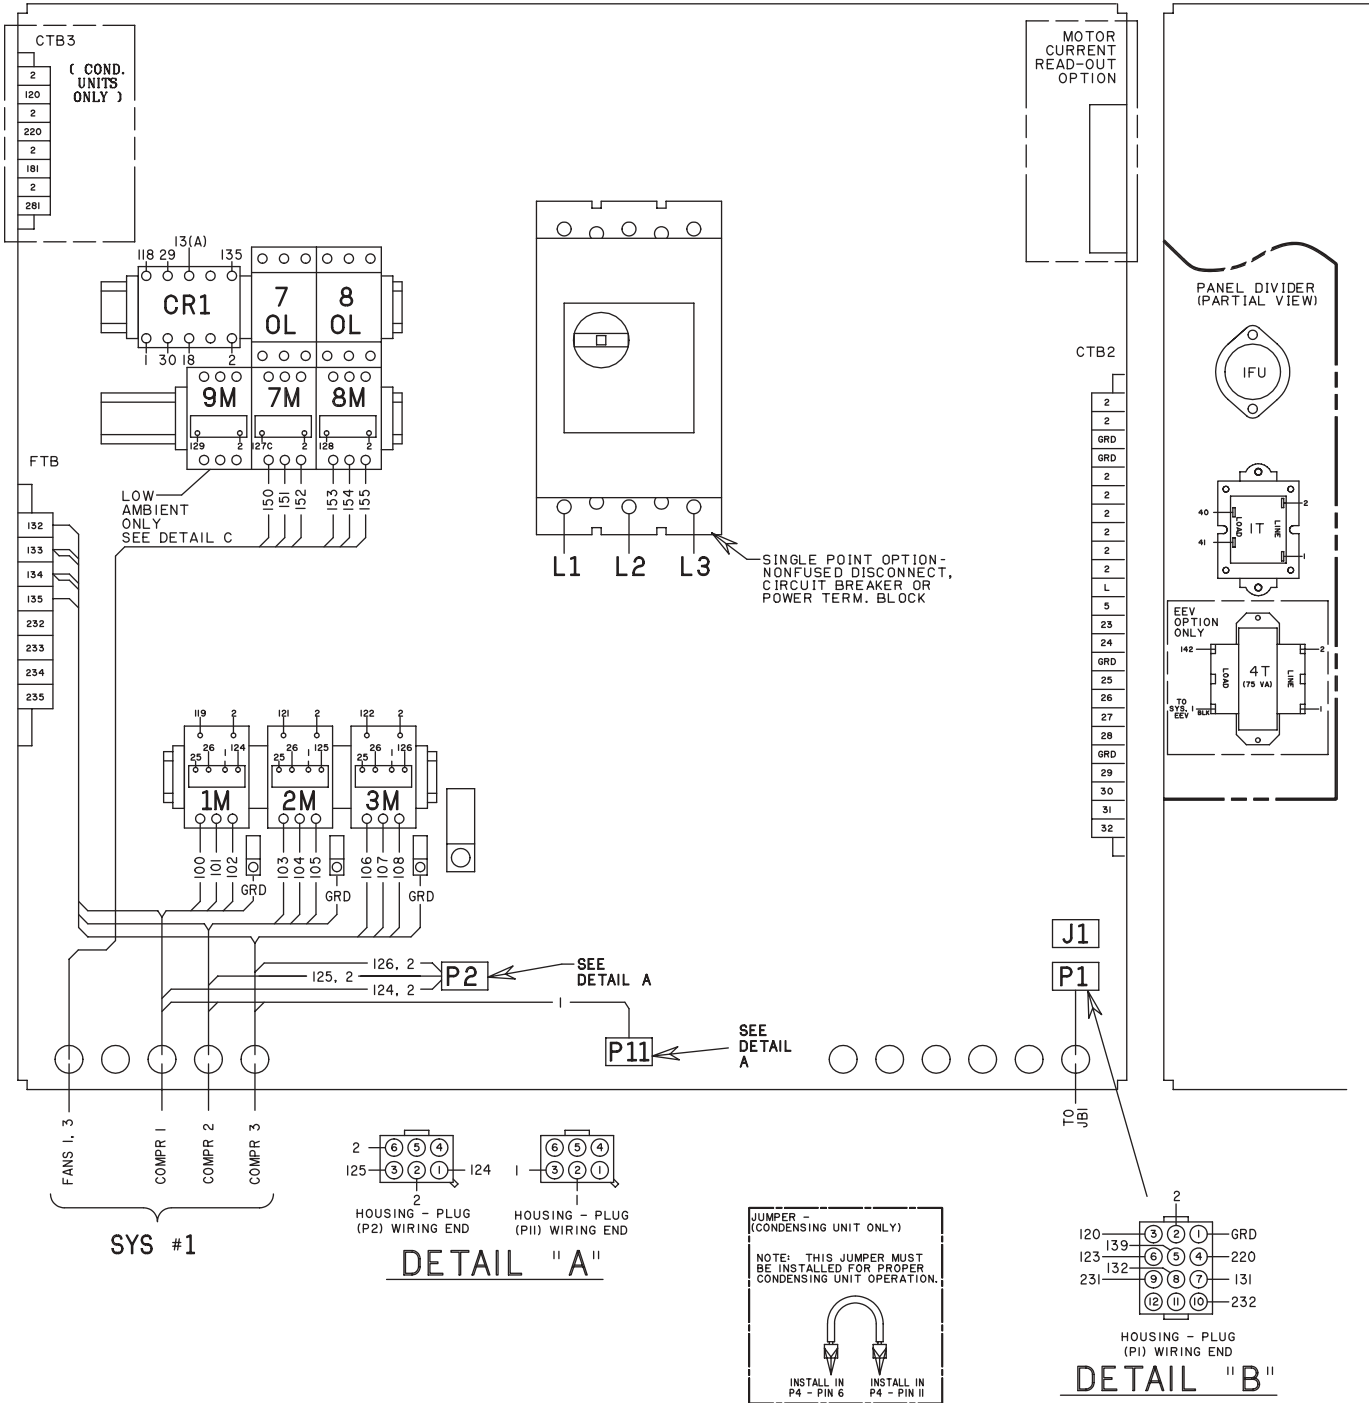 CTB3
( COND.
UNITS
ONLY )
2
120
2
220
2
181
2
281
MOTOR
CURRENT
READ-OUT
OPTION
PANEL DIVIDER
(PARTIAL VIEW)
1FU
13(A)
118 29 135
CR1
1 30 18 2
7
OL
8
OL
9M
7M
8M
129 2
127C 2
128 2
150
151
152
153
154
155
LOW
AMBIENT
ONLY
SEE DETAIL C
FTB
132
133
134
135
232
233
234
235
L1 L2 L3
SINGLE POINT OPTION-
NONFUSED DISCONNECT,
CIRCUIT BREAKER OR
POWER TERM. BLOCK
CTB2
2
2
GRD
GRD
2
2
2
2
2
2
L
5
23
24
GRD
25
26
27
28
GRD
29
30
31
32
40
41
LOAD
1T
LINE
2
1
EEV
OPTION
ONLY
142
TO
SYS. 1
EEV
BLK
LOAD
4T
(75 VA)
LINE
2
1
119 2
25 26 1 124
1M
121 2
25 26 1 125
2M
122 2
25 26 1 126
3M
100
101
102
GRD
103
104
105
GRD
106
107
108
GRD
126, 2
125, 2
124, 2
1
P2
SEE
DETAIL A
P11
SEE
DETAIL
A
J1
P1
TO
JB1
FANS 1, 3
COMPR 1
COMPR 2
COMPR 3
SYS #1
2 6 5 4
125 3 2 1 124
2
HOUSING - PLUG
(P2) WIRING END
6 5 4
1 3 2 1
1
HOUSING - PLUG
(P11) WIRING END
DETAIL "A"
JUMPER -
(CONDENSING UNIT ONLY)
NOTE: THIS JUMPER MUST
BE INSTALLED FOR PROPER
CONDENSING UNIT OPERATION.
INSTALL IN
P4 - PIN 6
INSTALL IN
P4 - PIN 11
2
120 3 2 1 GRD
139
123 6 5 4 220
132
231 9 8 7 131
12 11 10 232
HOUSING - PLUG
(P1) WIRING END
DETAIL "B"